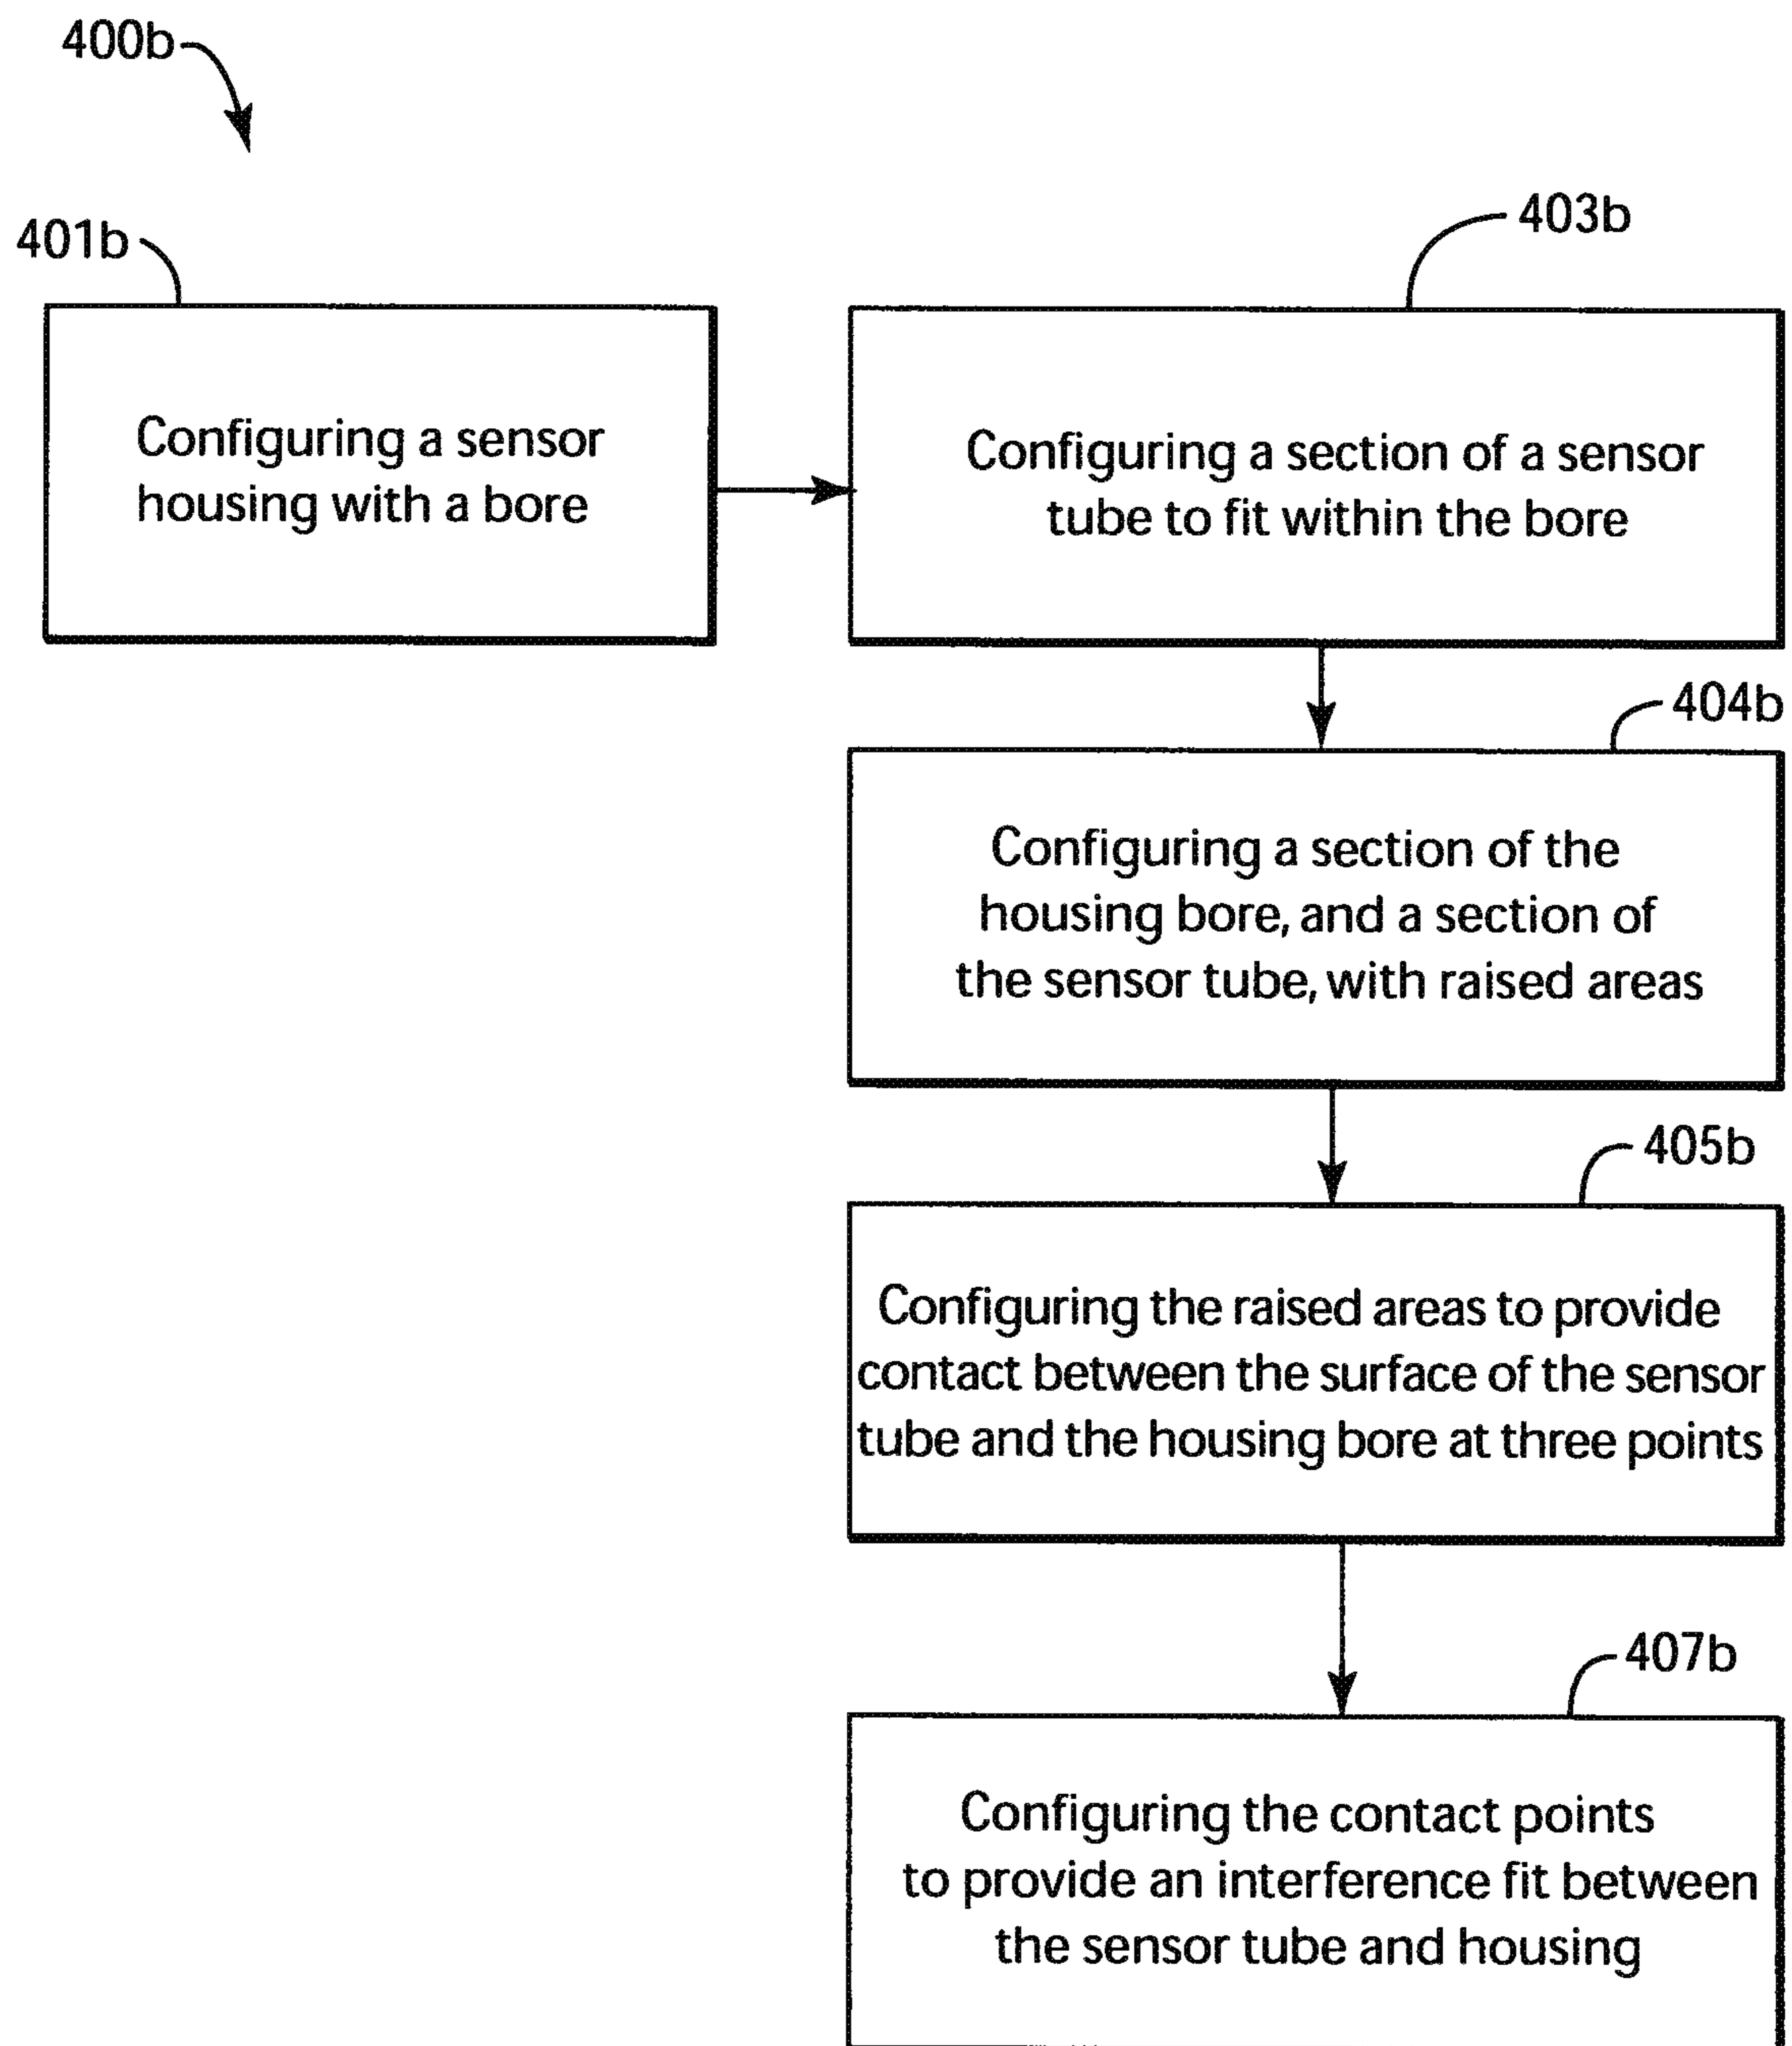 400b
401b
403b
Configuring a sensor
housing with a bore
Configuring a section of a sensor
tube to fit within the bore
404b
Configuring a section of the
housing bore, and a section of
the sensor tube, with raised areas
405b
Configuring the raised areas to provide
contact between the surface of the sensor
tube and the housing bore at three points
407b
Configuring the contact points
to provide an interference fit between
the sensor tube and housing